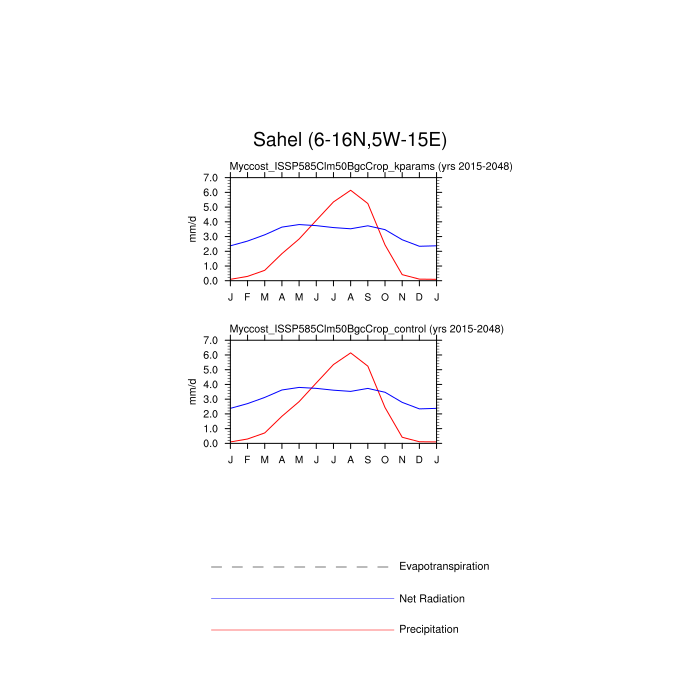 Sahel (6-16N,5W-15E)
Myccost_ISSP585Clm50BgcCrop_kparams (yrs 2015-2048)
7.0
6.0
5.0
4.0
3.0
2.0
1.0
0.0
mm/d
J F M A M J J A S O N D J
Myccost_ISSP585Clm50BgcCrop_control (yrs 2015-2048)
7.0
6.0
5.0
4.0
3.0
2.0
1.0
0.0
mm/d
J F M A M J J A S O N D J
Evapotranspiration
Net Radiation
Precipitation